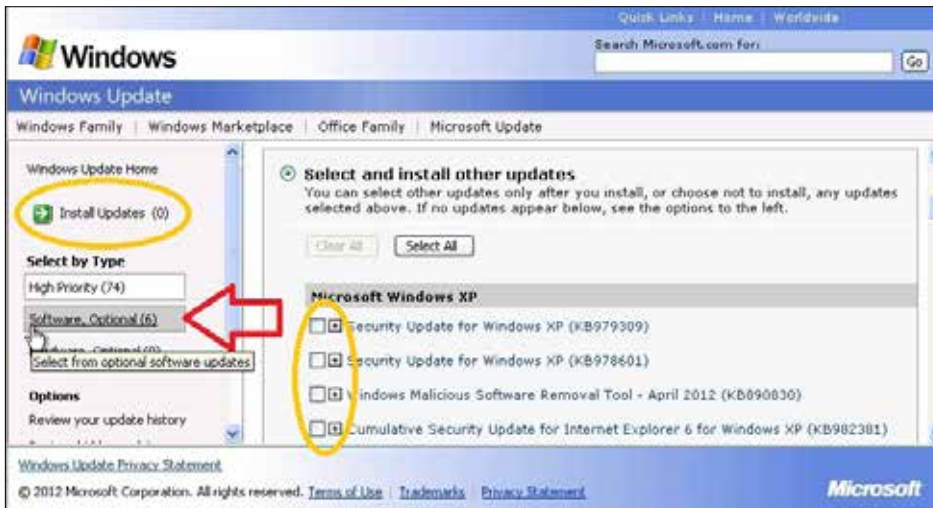 Quick Links | Home | Worldwide
Windows
Search Microsoft.com for:
Go
Windows Update
Windows Family | Windows Marketplace | Office Family | Microsoft Update
Windows Update Home
Install Updates (0)
Select by Type
High Priority (74)
Software, Optional (6)
Hardware, Optional (0)
Select from optional software updates
Options
Review your update history
Select and install other updates
You can select other updates only after you install, or choose not to install, any updates
selected above. If no updates appear below, see the options to the left.
Clear All
Select All
Microsoft Windows XP
Security Update for Windows XP (KB979309)
Security Update for Windows XP (KB978601)
Windows Malicious Software Removal Tool - April 2012 (KB890830)
Cumulative Security Update for Internet Explorer 6 for Windows XP (KB982381)
Windows Update Privacy Statement
© 2012 Microsoft Corporation. All rights reserved. Terms of Use | Trademarks | Privacy Statement
Microsoft